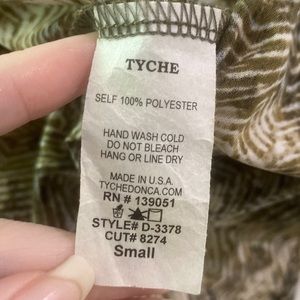 TYCHE
SELF 100% POLYESTER
HAND WASH COLD
DO NOT BLEACH
HANG OR LINE DRY
MADE IN U.S.A.
TYCHEDONCA.COM
RN # 139051
STYLE# D-3378
CUT# 8274
Small